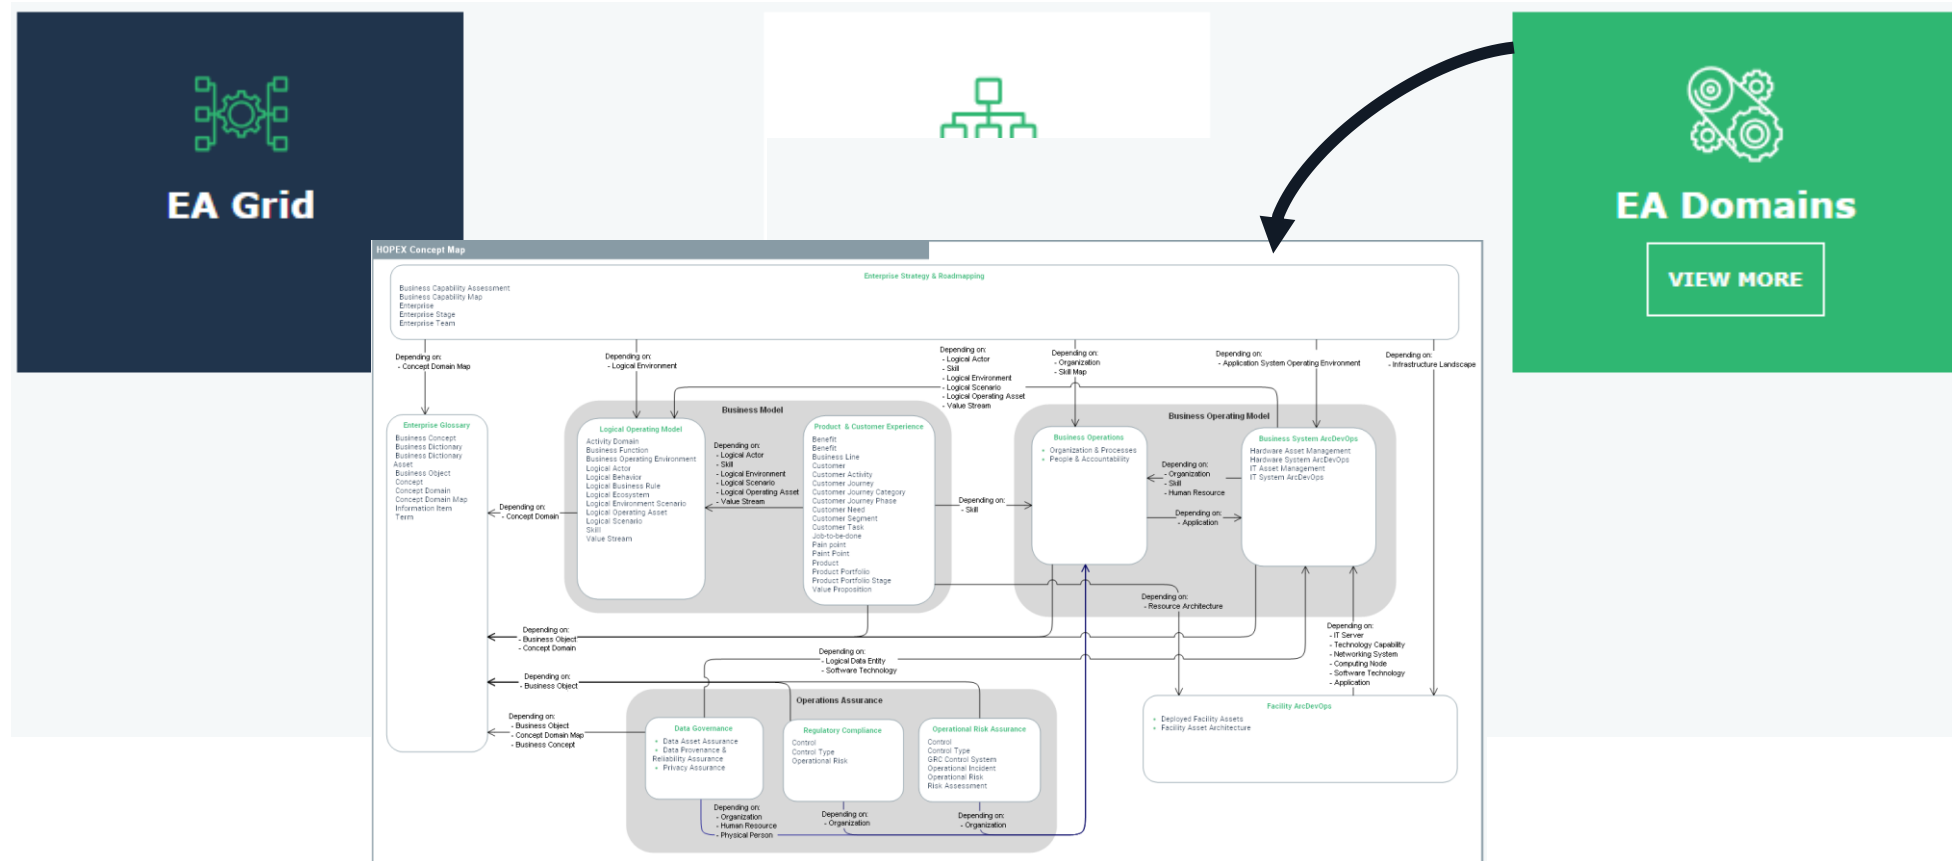 EA Grid
EA Domains
VIEW MORE
HOPEX Concept Map
Enterprise Strategy & Roadmapping
Business Capability Assessment
Business Capability Map
Enterprise
Enterprise Stage
Enterprise Team
Depending on:
- Concept Domain Map
Depending on:
- Logical Environment
Depending on:
- Logical Actor
- Skill
- Logical Environment
- Logical Scenario
- Logical Operating Asset
- Value Stream
Depending on:
- Organization
- Skill Map
Depending on:
- Application System Operating Environment
Depending on:
- Infrastructure Landscape
Enterprise Glossary
Business Concept
Business Dictionary
Business Dictionary
Asset
Business Object
Concept
Concept Domain
Concept Domain Map
Information Item
Term
Depending on:
- Concept Domain
Business Model
Logical Operating Model
Activity Domain
Business Function
Business Operating Environment
Logical Actor
Logical Behavior
Logical Business Rule
Logical Ecosystem
Logical Environment Scenario
Logical Operating Asset
Logical Scenario
Skill
Value Stream
Depending on:
- Logical Actor
- Skill
- Logical Environment
- Logical Scenario
- Logical Operating Asset
- Value Stream
Product & Customer Experience
Benefit
Benefit
Business Line
Customer
Customer Activity
Customer Journey
Customer Journey Category
Customer Journey Phase
Customer Need
Customer Segment
Customer Task
Job-to-be-done
Pain point
Paint Point
Product
Product Portfolio
Product Portfolio Stage
Value Proposition
Depending on:
- Skill
Business Operating Model
Business Operations
Organization & Processes
People & Accountability
Depending on:
- Organization
- Skill
- Human Resource
Depending on:
- Application
Business System ArcDevOps
Hardware Asset Management
Hardware System ArcDevOps
IT Asset Management
IT System ArcDevOps
Depending on:
- Resource Architecture
Depending on:
- Business Object
- Concept Domain
Depending on:
- Logical Data Entity
- Software Technology
Depending on:
- IT Server
- Technology Capability
- Networking System
- Computing Node
- Software Technology
- Application
Depending on:
- Business Object
Depending on:
- Business Object
- Concept Domain Map
- Business Concept
Operations Assurance
Data Governance
Data Asset Assurance
Data Provenance &
Reliability Assurance
Privacy Assurance
Regulatory Compliance
Control
Control Type
Operational Risk
Operational Risk Assurance
Control
Control Type
GRC Control System
Operational Incident
Operational Risk
Risk Assessment
Facility ArcDevOps
Deployed Facility Assets
Facility Asset Architecture
Depending on:
- Organization
- Human Resource
- Physical Person
Depending on:
- Organization
Depending on:
- Organization